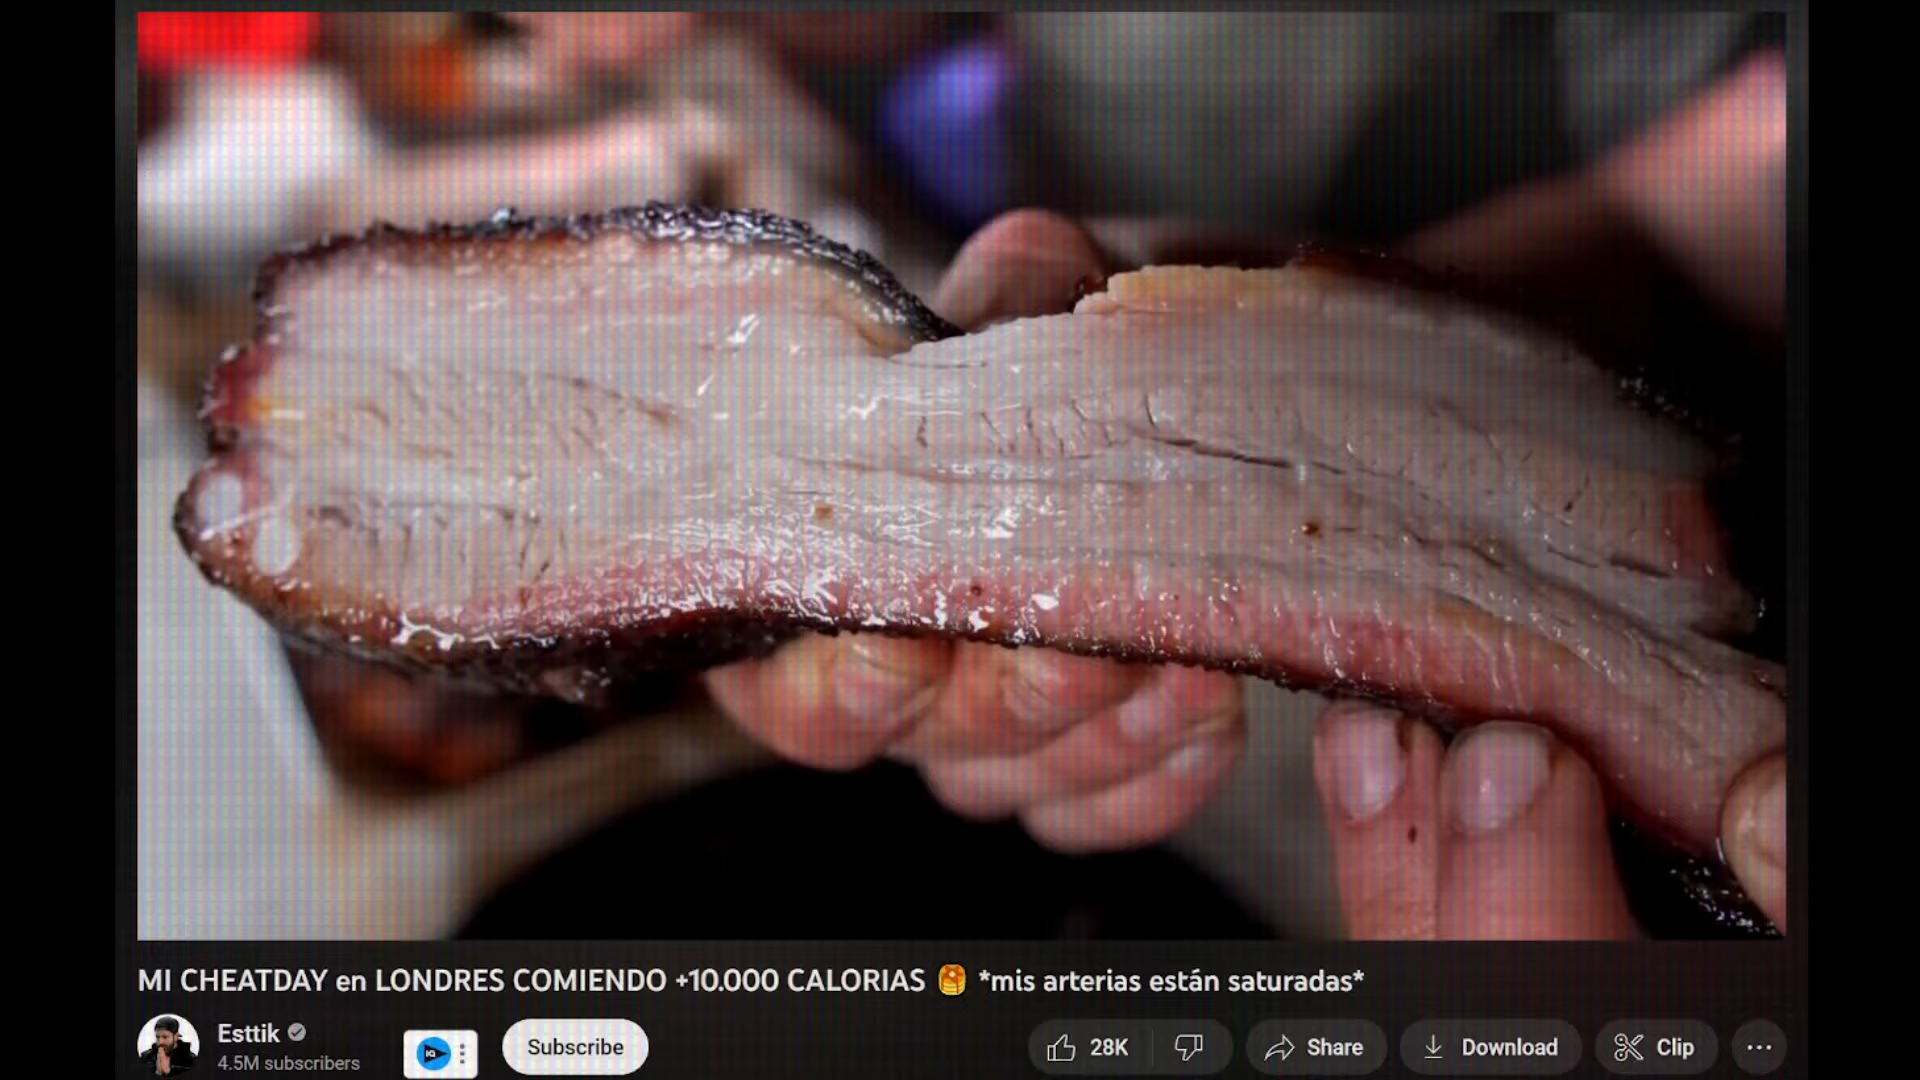 MI CHEATDAY en LONDRES COMIENDO +10.000 CALORIAS 🥞 *mis arterias están saturadas*
Esttik
4.5M subscribers
IQ
Subscribe
28K
Share
Download
Clip